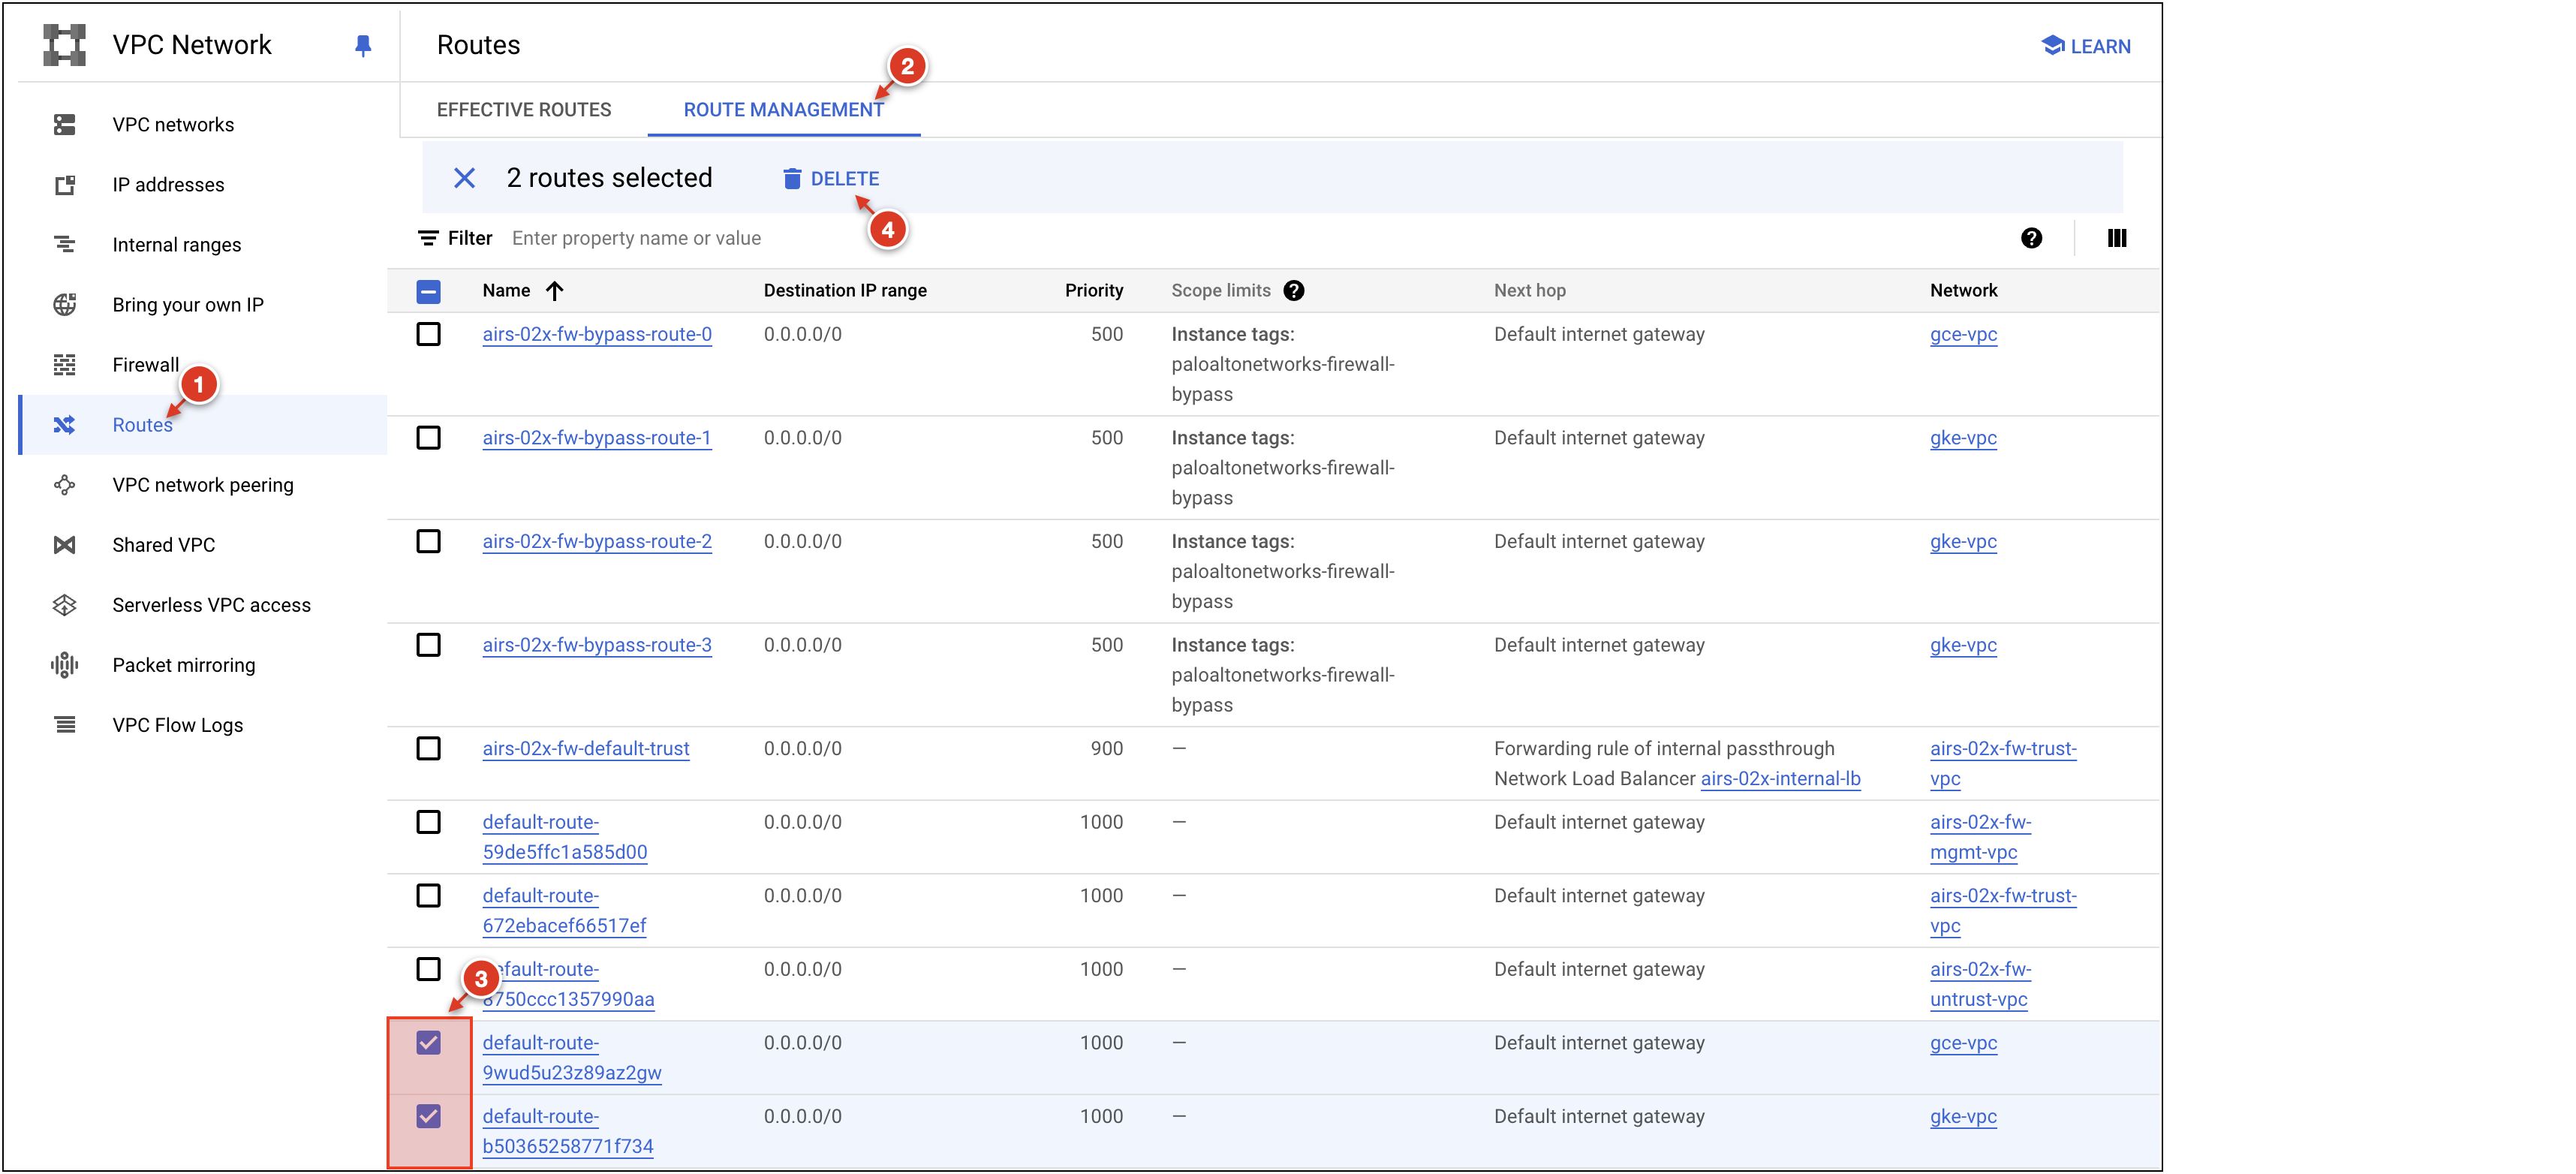 VPC Network
Routes
LEARN
2
EFFECTIVE ROUTES
ROUTE MANAGEMENT
VPC networks
IP addresses
Internal ranges
Bring your own IP
Firewall
1
Routes
VPC network peering
Shared VPC
Serverless VPC access
Packet mirroring
VPC Flow Logs
2 routes selected
DELETE
4
Filter Enter property name or value
?
Name Destination IP range Priority Scope limits ? Next hop Network
airs-02x-fw-bypass-route-0 0.0.0.0/0 500 Instance tags: Default internet gateway gce-vpc
paloaltonetworks-firewall-
bypass
airs-02x-fw-bypass-route-1 0.0.0.0/0 500 Instance tags: Default internet gateway gke-vpc
paloaltonetworks-firewall-
bypass
airs-02x-fw-bypass-route-2 0.0.0.0/0 500 Instance tags: Default internet gateway gke-vpc
paloaltonetworks-firewall-
bypass
airs-02x-fw-bypass-route-3 0.0.0.0/0 500 Instance tags: Default internet gateway gke-vpc
paloaltonetworks-firewall-
bypass
airs-02x-fw-default-trust 0.0.0.0/0 900 — Forwarding rule of internal passthrough airs-02x-fw-trust-
Network Load Balancer airs-02x-internal-lb vpc
default-route- 0.0.0.0/0 1000 — Default internet gateway airs-02x-fw-
59de5ffc1a585d00 mgmt-vpc
default-route- 0.0.0.0/0 1000 — Default internet gateway airs-02x-fw-trust-
672ebacef66517ef vpc
3
efault-route- 0.0.0.0/0 1000 — Default internet gateway airs-02x-fw-
8750ccc1357990aa untrust-vpc
default-route- 0.0.0.0/0 1000 — Default internet gateway gce-vpc
9wud5u23z89az2gw
default-route- 0.0.0.0/0 1000 — Default internet gateway gke-vpc
b50365258771f734